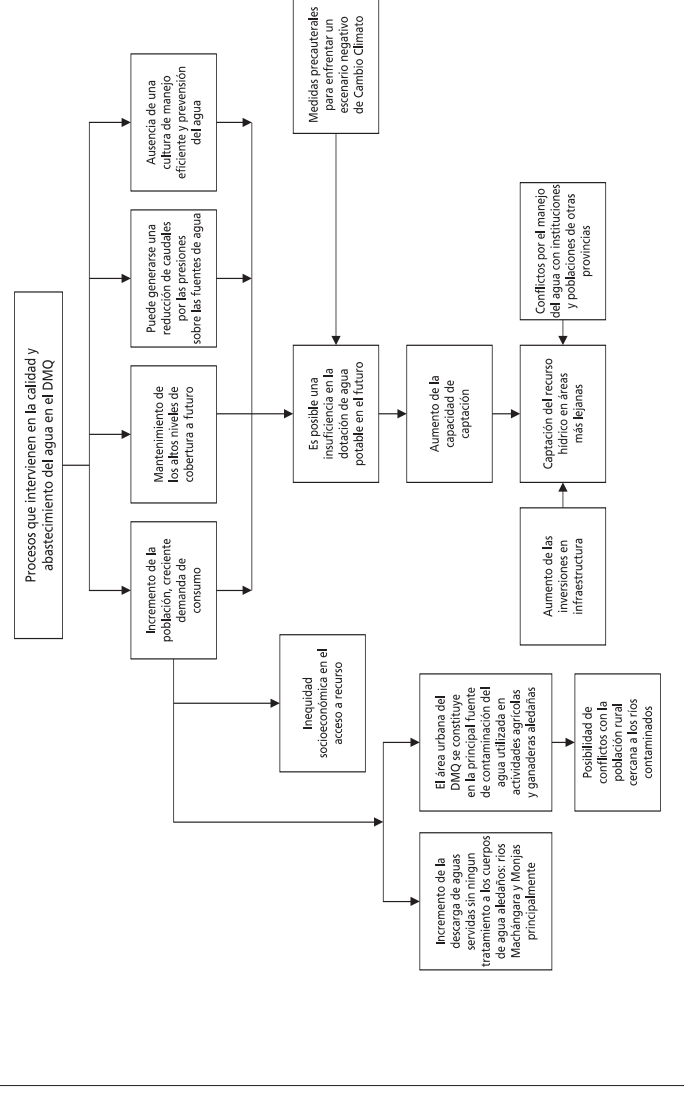 Procesos que intervienen en la calidad y
abastecimiento del agua en el DMQ
Incremento de la
población, creciente
demanda de
consumo
Mantenimiento de
los altos niveles de
cobertura a futuro
Puede generarse una
reducción de caudales
por las presiones
sobre las fuentes de agua
Ausencia de una
cultura de manejo
eficiente y prevención
del agua
Inequidad
socioeconómica en el
acceso a recurso
Es posible una
insuficiencia en la
dotación de agua
potable en el futuro
Medidas precauterales
para enfrentar un
escenario negativo
de Cambio Climato
Incremento de la
descarga de aguas
servidas sin ningun
tratamiento a los cuerpos
de agua aledaños: ríos
Machángara y Monjas
principalmente
El área urbana del
DMQ se constituye
en la principal fuente
de contaminación del
agua utilizada en
actividades agrícolas
y ganaderas aledañas
Aumento de la
capacidad de
captación
Aumento de las
inversiones en
infraestructura
Captación del recurso
hídrico en áreas
más lejanas
Conflictos por el manejo
del agua con instituciones
y poblaciones de otras
provincias
Posibilidad de
conflictos con la
población rural
cercana a los ríos
contaminados